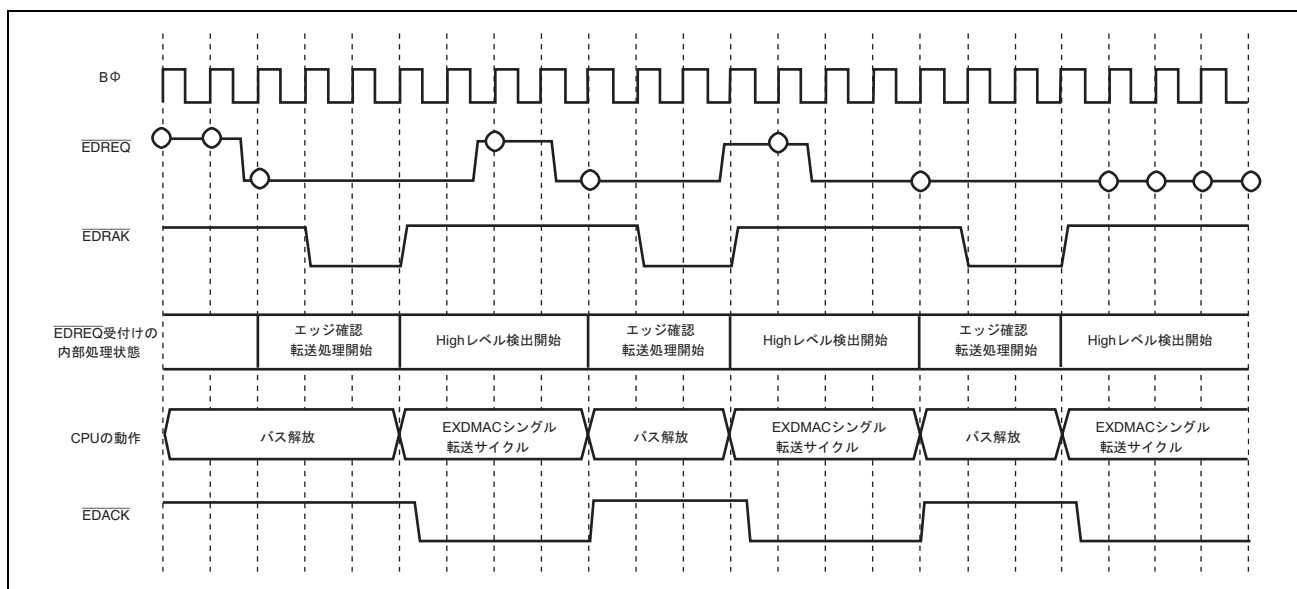 BΦ
EDREQ
EDRAK
EDREQ受付けの
内部処理状態
エッジ確認
転送処理開始
Highレベル検出開始
エッジ確認
転送処理開始
Highレベル検出開始
エッジ確認
転送処理開始
Highレベル検出開始
CPUの動作
バス解放
EXDMACシングル
転送サイクル
バス解放
EXDMACシングル
転送サイクル
バス解放
EXDMACシングル
転送サイクル
EDACK